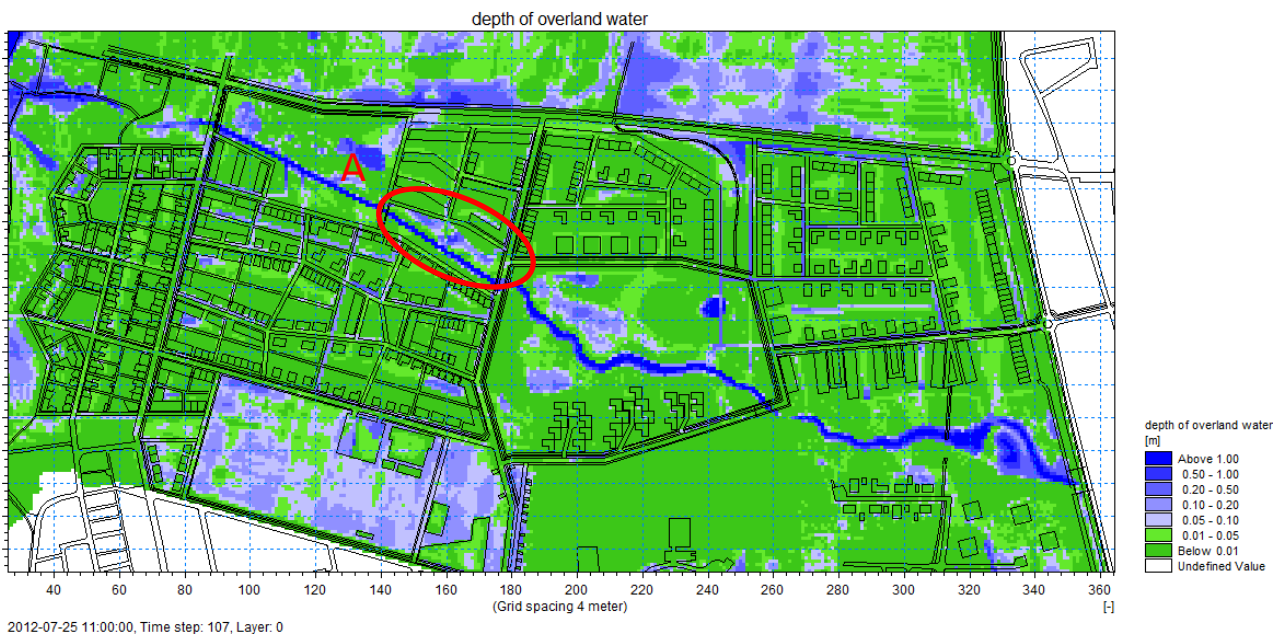 depth of overland water
A
depth of overland water
[m]
Above 1.00
0.50 - 1.00
0.20 - 0.50
0.10 - 0.20
0.05 - 0.10
0.01 - 0.05
Below 0.01
Undefined Value
40 60 80 100 120 140 160 180 200 220 240 260 280 300 320 340 360
(Grid spacing 4 meter) [-]
2012-07-25 11:00:00, Time step: 107, Layer: 0